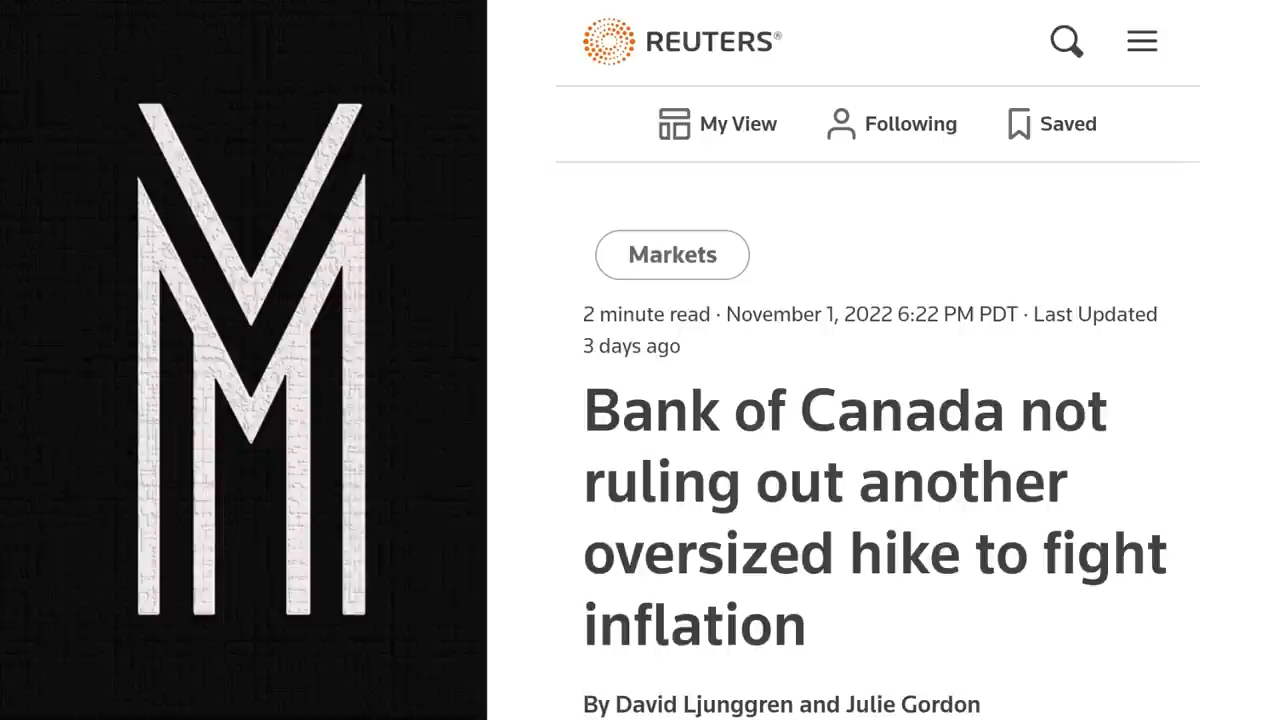 REUTERS®
My View
Following
Saved
Markets
2 minute read · November 1, 2022 6:22 PM PDT · Last Updated
3 days ago
Bank of Canada not
ruling out another
oversized hike to fight
inflation
By David Ljunggren and Julie Gordon